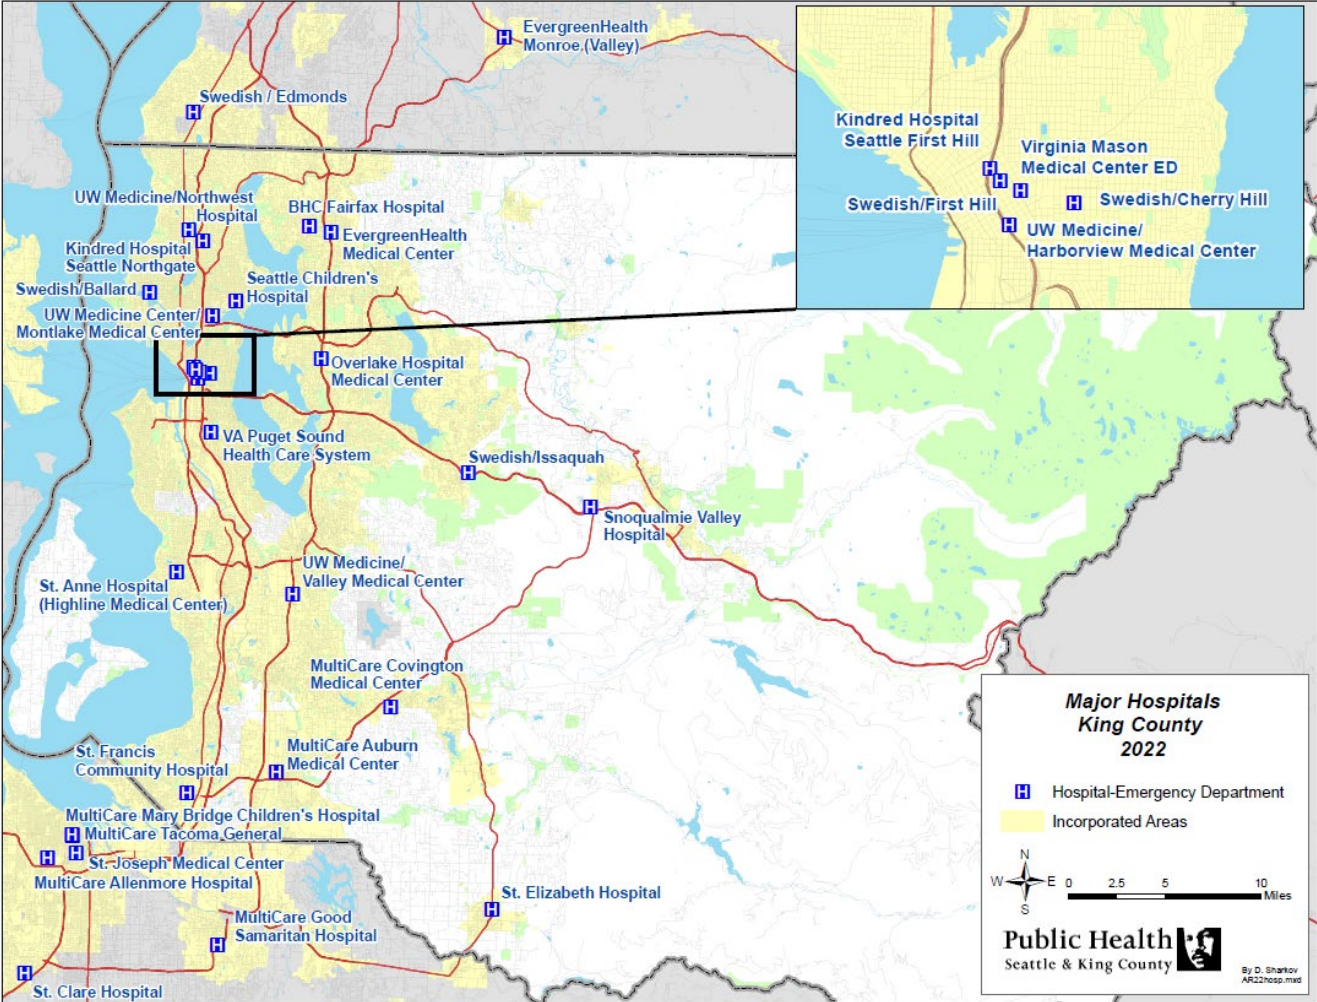 EvergreenHealth
Monroe (Valley)
Swedish / Edmonds
Kindred Hospital
Seattle First Hill
Virginia Mason
Medical Center ED
Swedish/First Hill
Swedish/Cherry Hill
UW Medicine/
Harborview Medical Center
UW Medicine/Northwest
Hospital
BHC Fairfax Hospital
EvergreenHealth
Medical Center
Kindred Hospital
Seattle Northgate
Seattle Children's
Hospital
Swedish/Ballard
UW Medicine Center/
Montlake Medical Center
Overlake Hospital
Medical Center
VA Puget Sound
Health Care System
Swedish/Issaquah
Snoqualmie Valley
Hospital
St. Anne Hospital
(Highline Medical Center)
UW Medicine/
Valley Medical Center
MultiCare Covington
Medical Center
MultiCare Auburn
Medical Center
St. Francis
Community Hospital
MultiCare Mary Bridge Children's Hospital
MultiCare Tacoma General
St. Joseph Medical Center
MultiCare Allenmore Hospital
St. Elizabeth Hospital
MultiCare Good
Samaritan Hospital
St. Clare Hospital
Major Hospitals
King County
2022
H Hospital-Emergency Department
Incorporated Areas
N
W E
S
0 2.5 5 10
Miles
Public Health
Seattle & King County
By D. Sharkov
AR22hosp.mxd